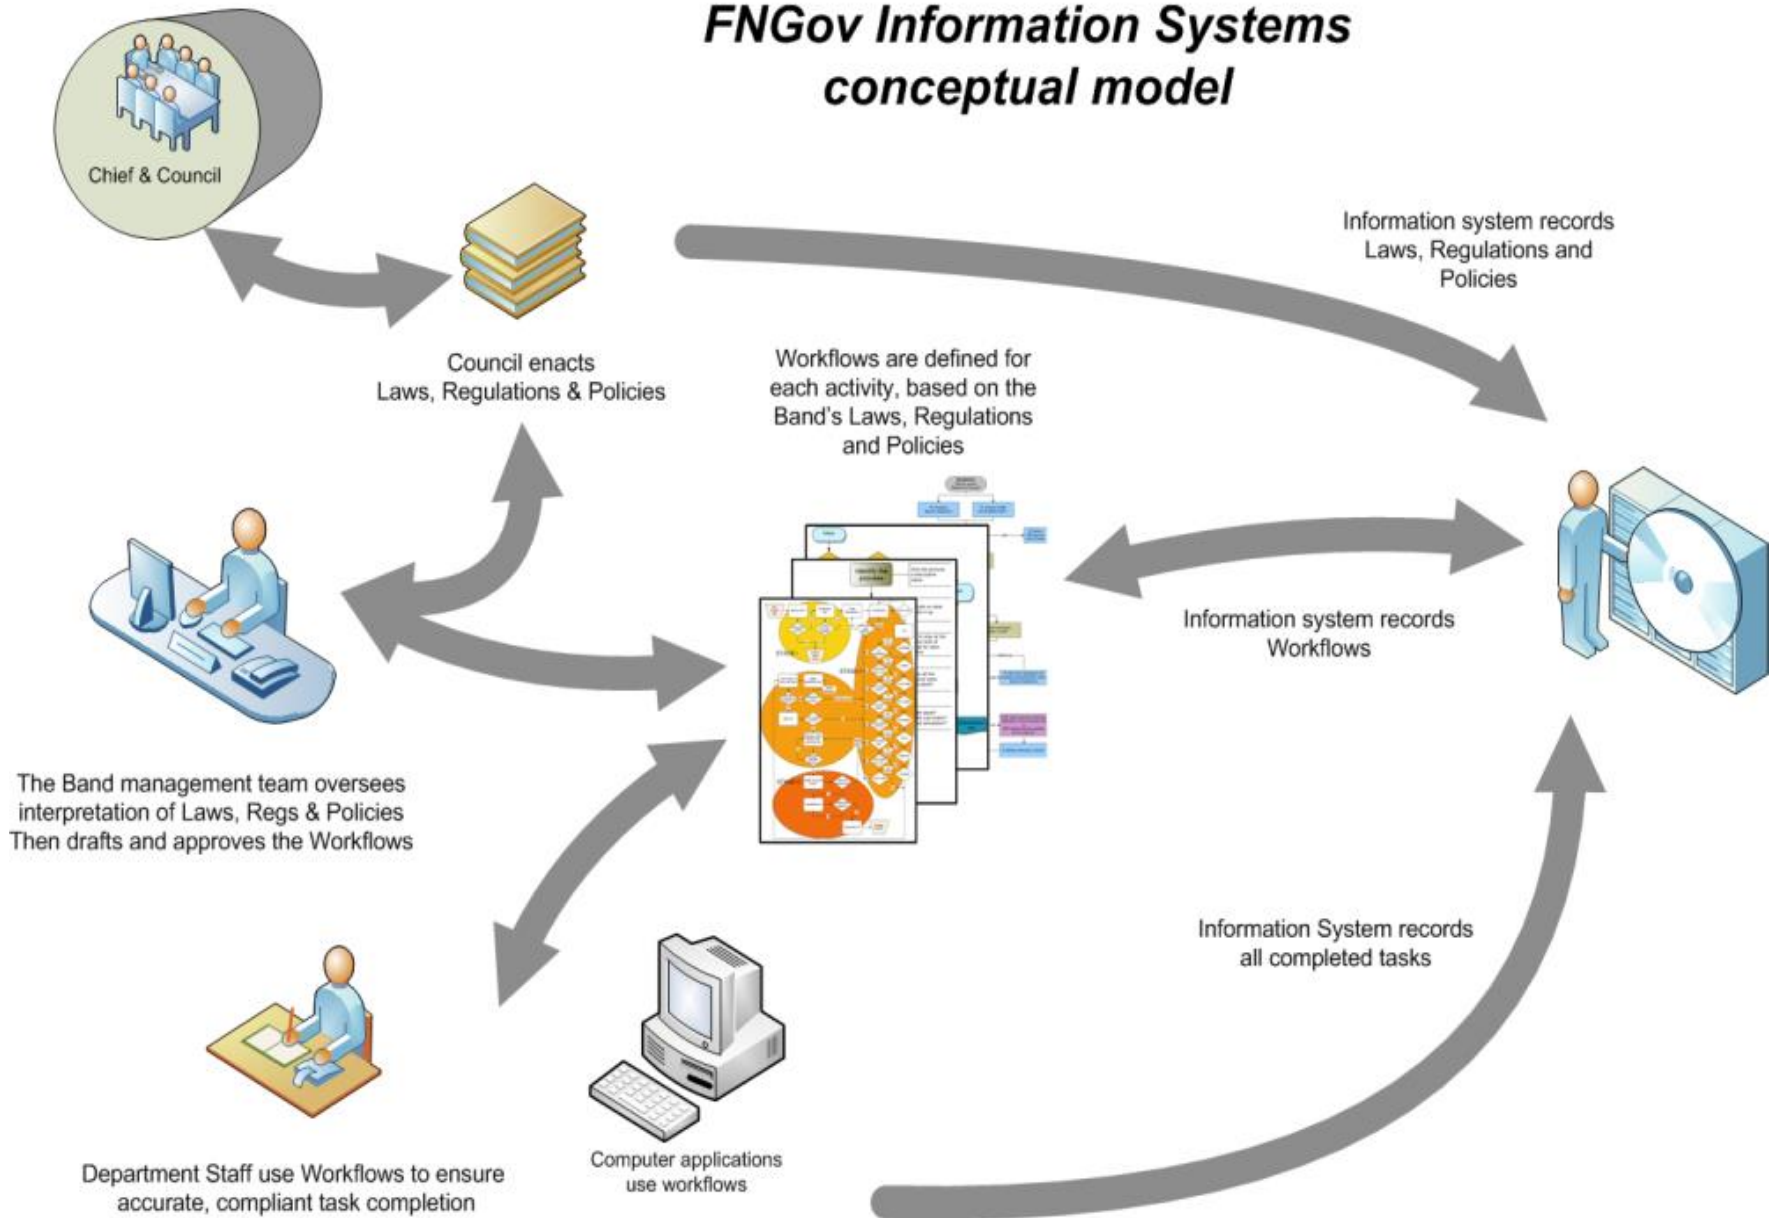 FNGov Information Systems
conceptual model
Chief & Council
Council enacts
Laws, Regulations & Policies
Information system records
Laws, Regulations and
Policies
Workflows are defined for
each activity, based on the
Band's Laws, Regulations
and Policies
Information system records
Workflows
The Band management team oversees
interpretation of Laws, Regs & Policies
Then drafts and approves the Workflows
Information System records
all completed tasks
Department Staff use Workflows to ensure
accurate, compliant task completion
Computer applications
use workflows